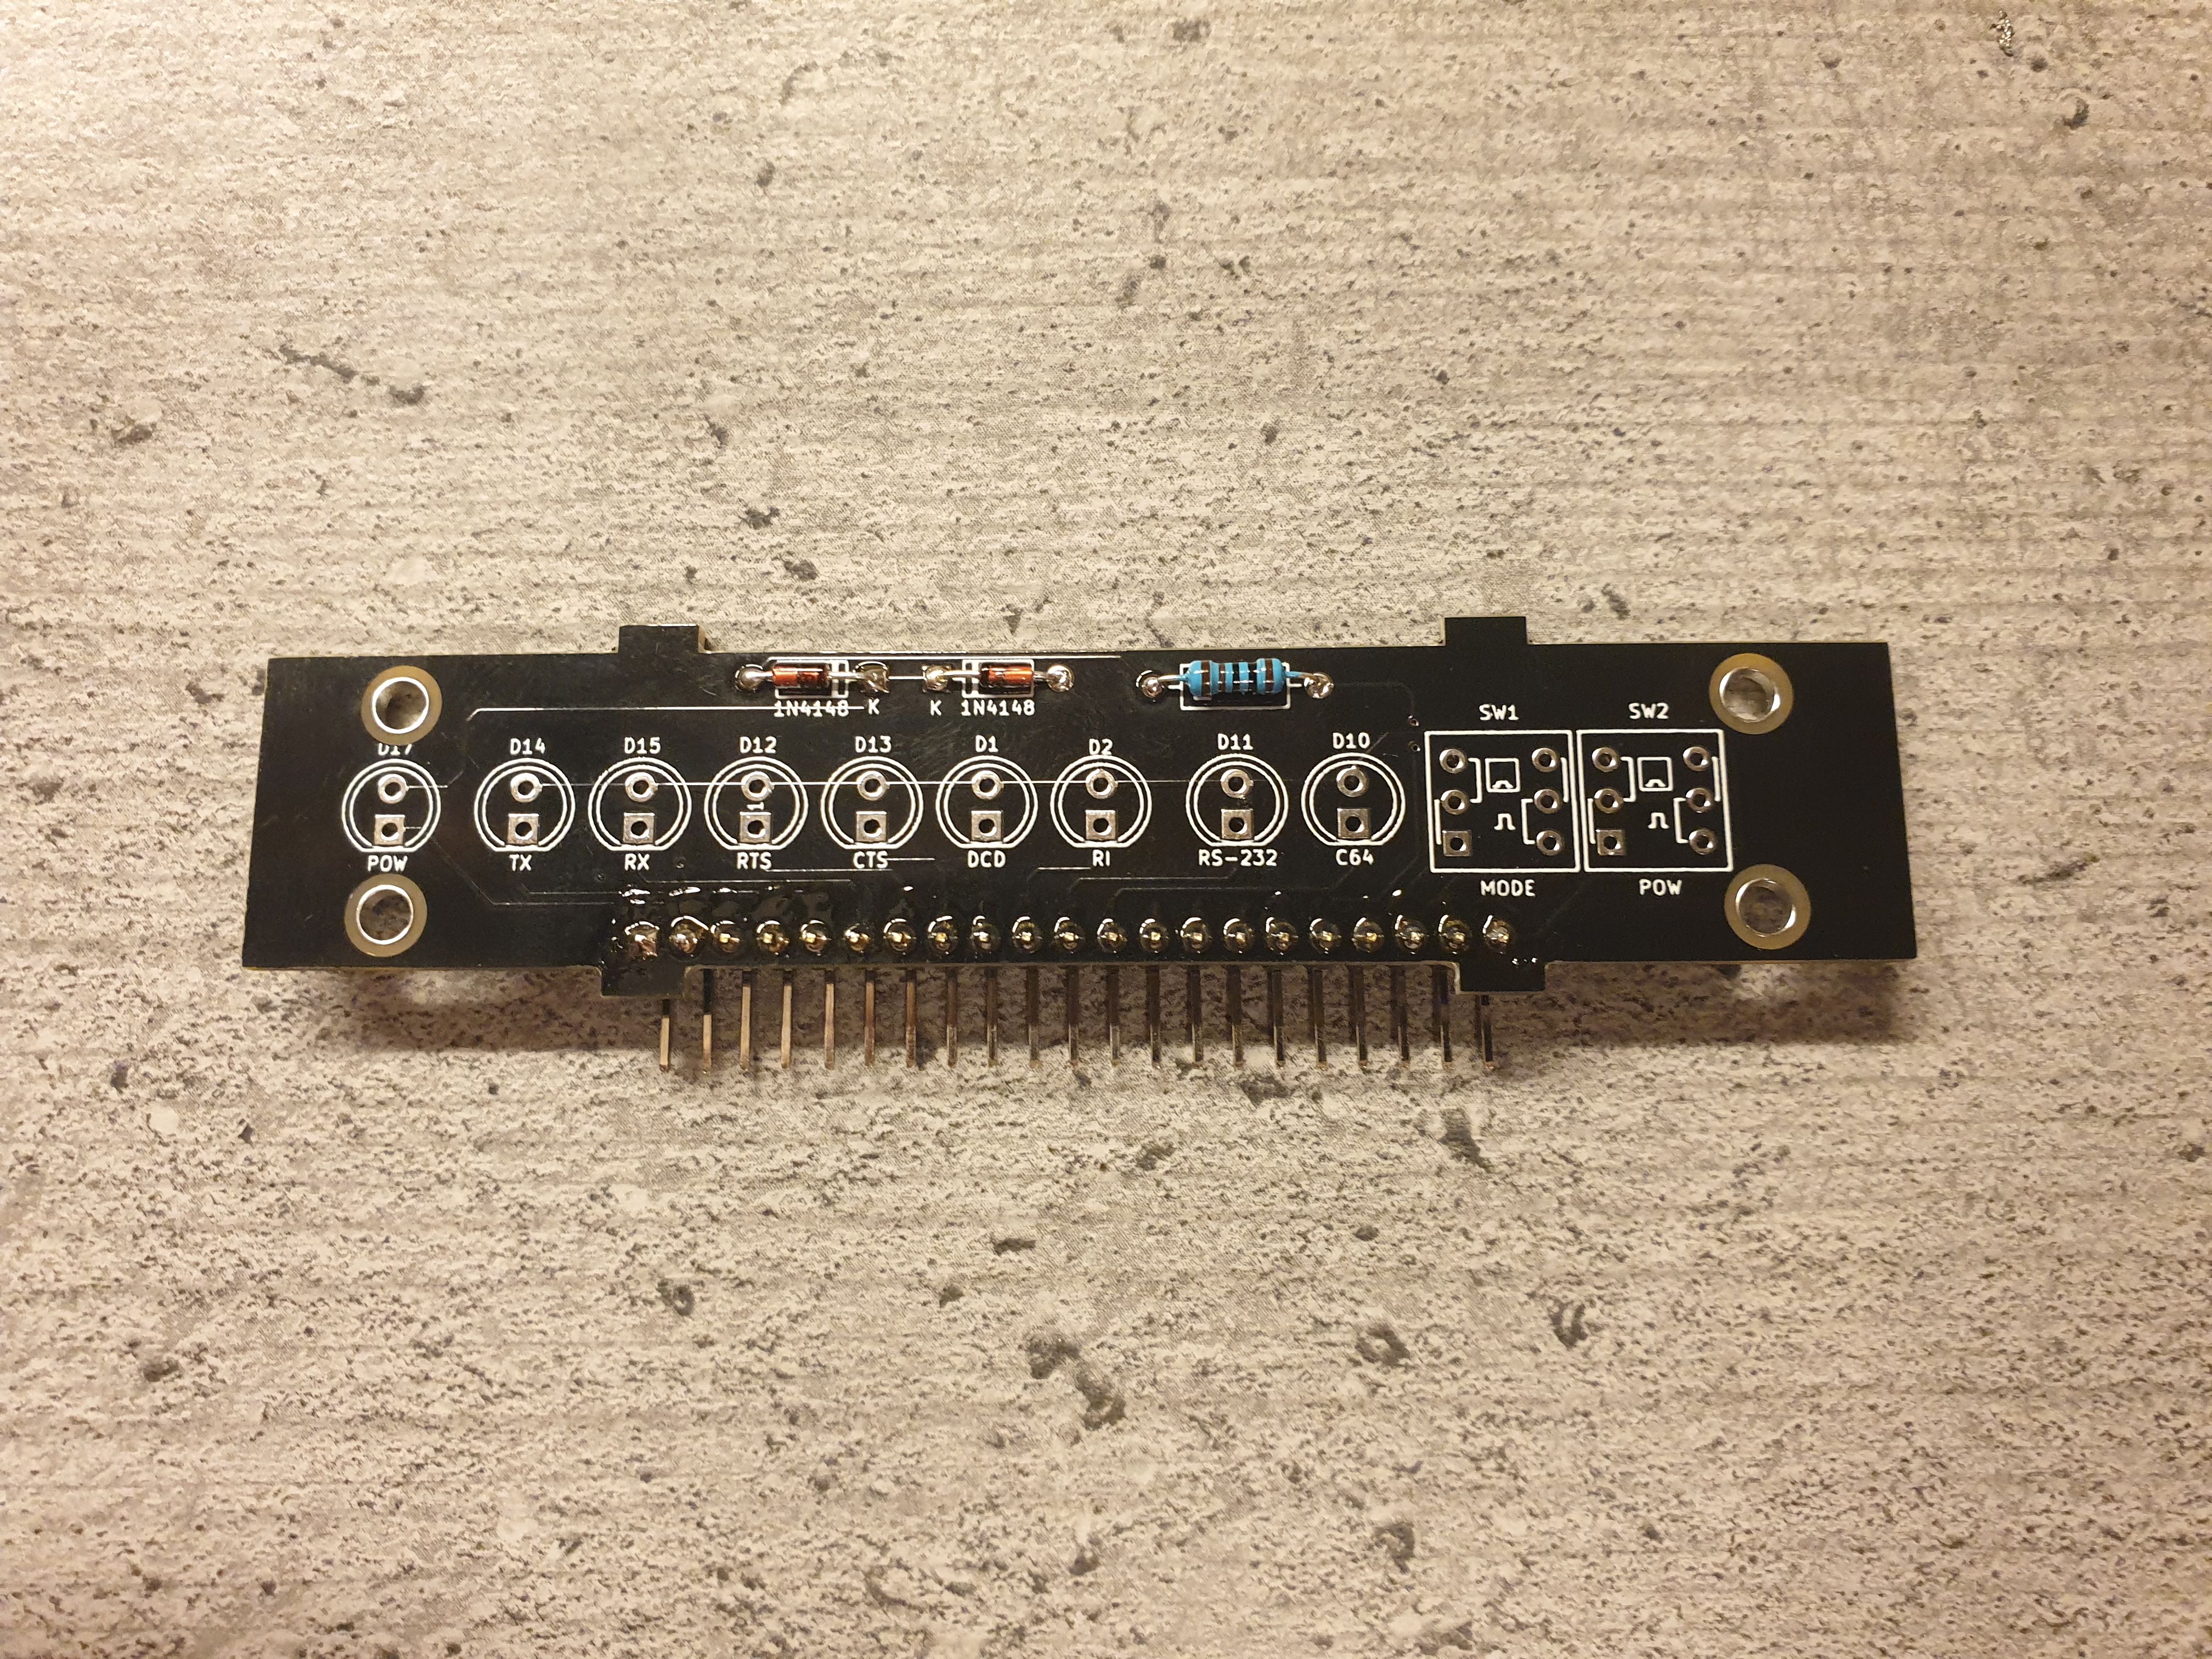 1N4148 K K 1N4148
SW1 SW2
D17 D14 D15 D12 D13 D1 D2 D11 D10
POW TX RX RTS CTS DCD RI RS-232 C64
MODE POW